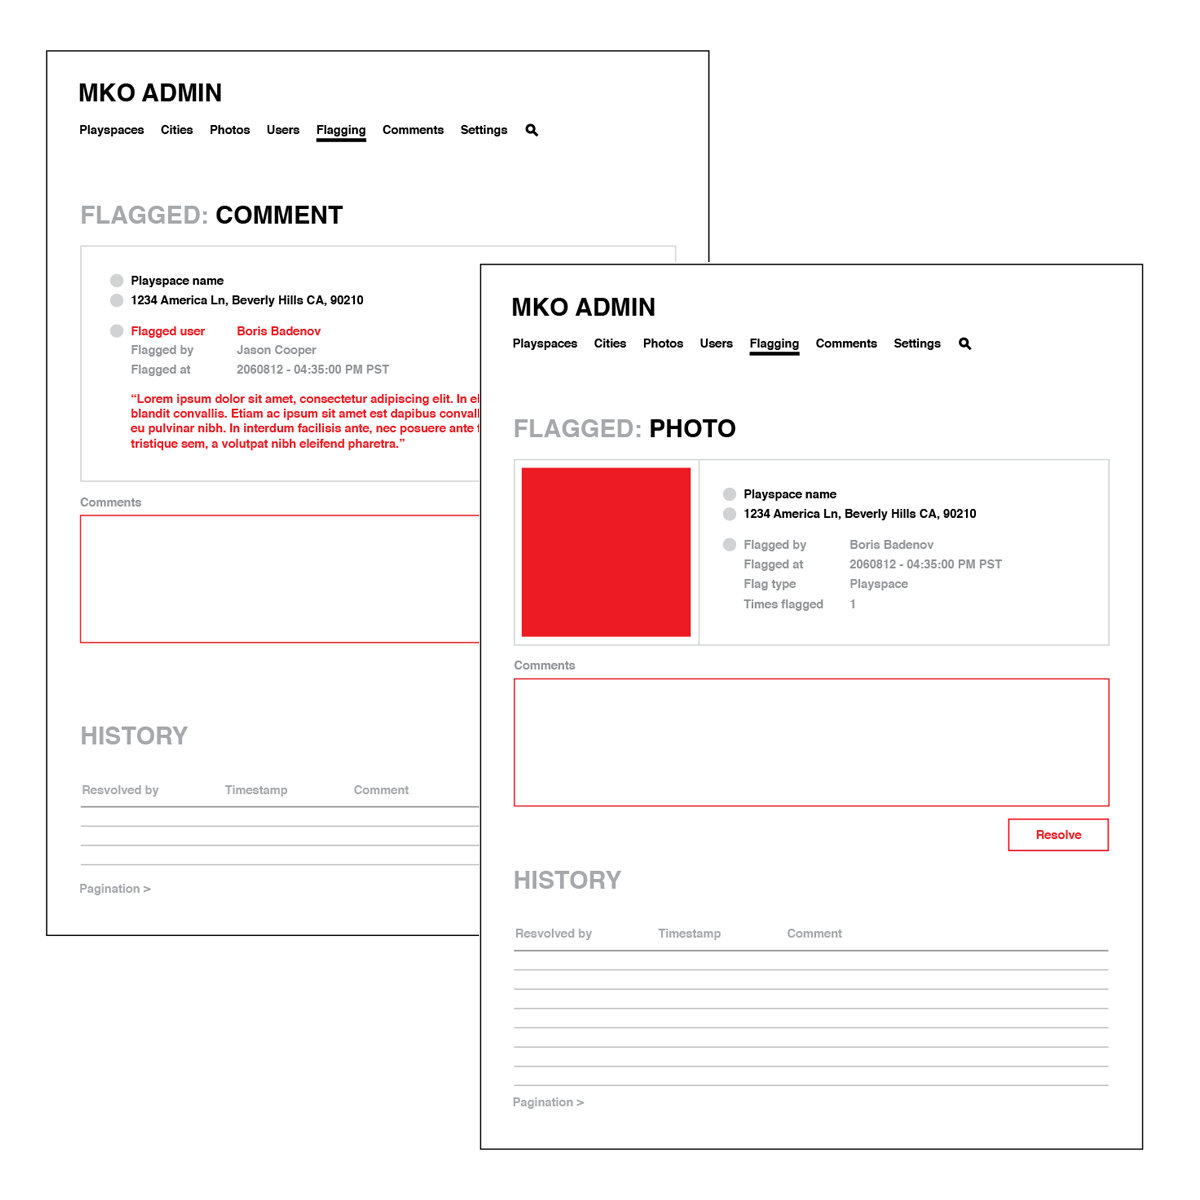 MKO ADMIN
Playspaces Cities Photos Users Flagging Comments Settings
FLAGGED: COMMENT
Playspace name
1234 America Ln, Beverly Hills CA, 90210
Flagged user Boris Badenov
Flagged by Jason Cooper
Flagged at 2060812 - 04:35:00 PM PST
“Lorem ipsum dolor sit amet, consectetur adipiscing elit. In
blandit convallis. Etiam ac ipsum sit amet est dapibus
eu pulvinar nibh. In interdum facilisis ante, nec posuere ante
tristique sem, a volutpat nibh eleifend pharetra.”
Comments
HISTORY
Resvolved by Timestamp Comment
Pagination >
MKO ADMIN
Playspaces Cities Photos Users Flagging Comments Settings
FLAGGED: PHOTO
Playspace name
1234 America Ln, Beverly Hills CA, 90210
Flagged by Boris Badenov
Flagged at 2060812 - 04:35:00 PM PST
Flag type Playspace
Times flagged 1
Comments
Resolve
HISTORY
Resvolved by Timestamp Comment
Pagination >